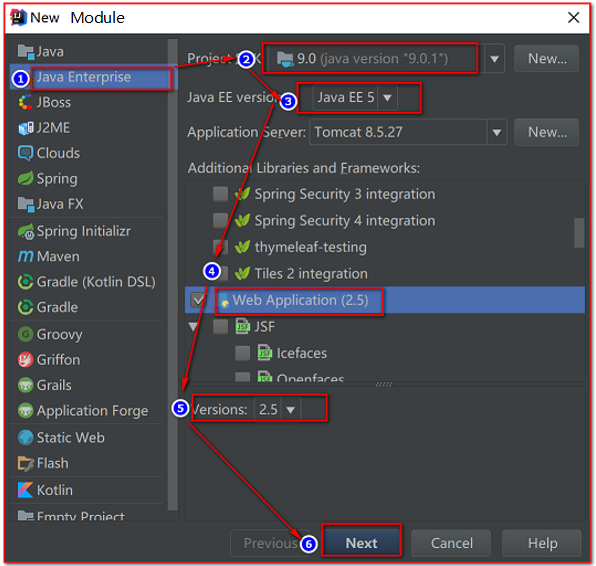 New Module
Java
1 Java Enterprise
JBoss
J2ME
Clouds
Spring
Java FX
Spring Initializr
Maven
Gradle (Kotlin DSL)
Gradle
Groovy
Griffon
Grails
Application Forge
Static Web
Flash
Kotlin
Empty Project
Project 2 9.0 (java version "9.0.1") New...
Java EE version 3 Java EE 5
Application Server: Tomcat 8.5.27 New...
Additional Libraries and Frameworks:
Spring Security 3 integration
Spring Security 4 integration
thymeleaf-testing
4 Tiles 2 integration
Web Application (2.5)
JSF JSF
JSF Icefaces
JSF Openfaces
5 Versions: 2.5
Previous 6 Next Cancel Help